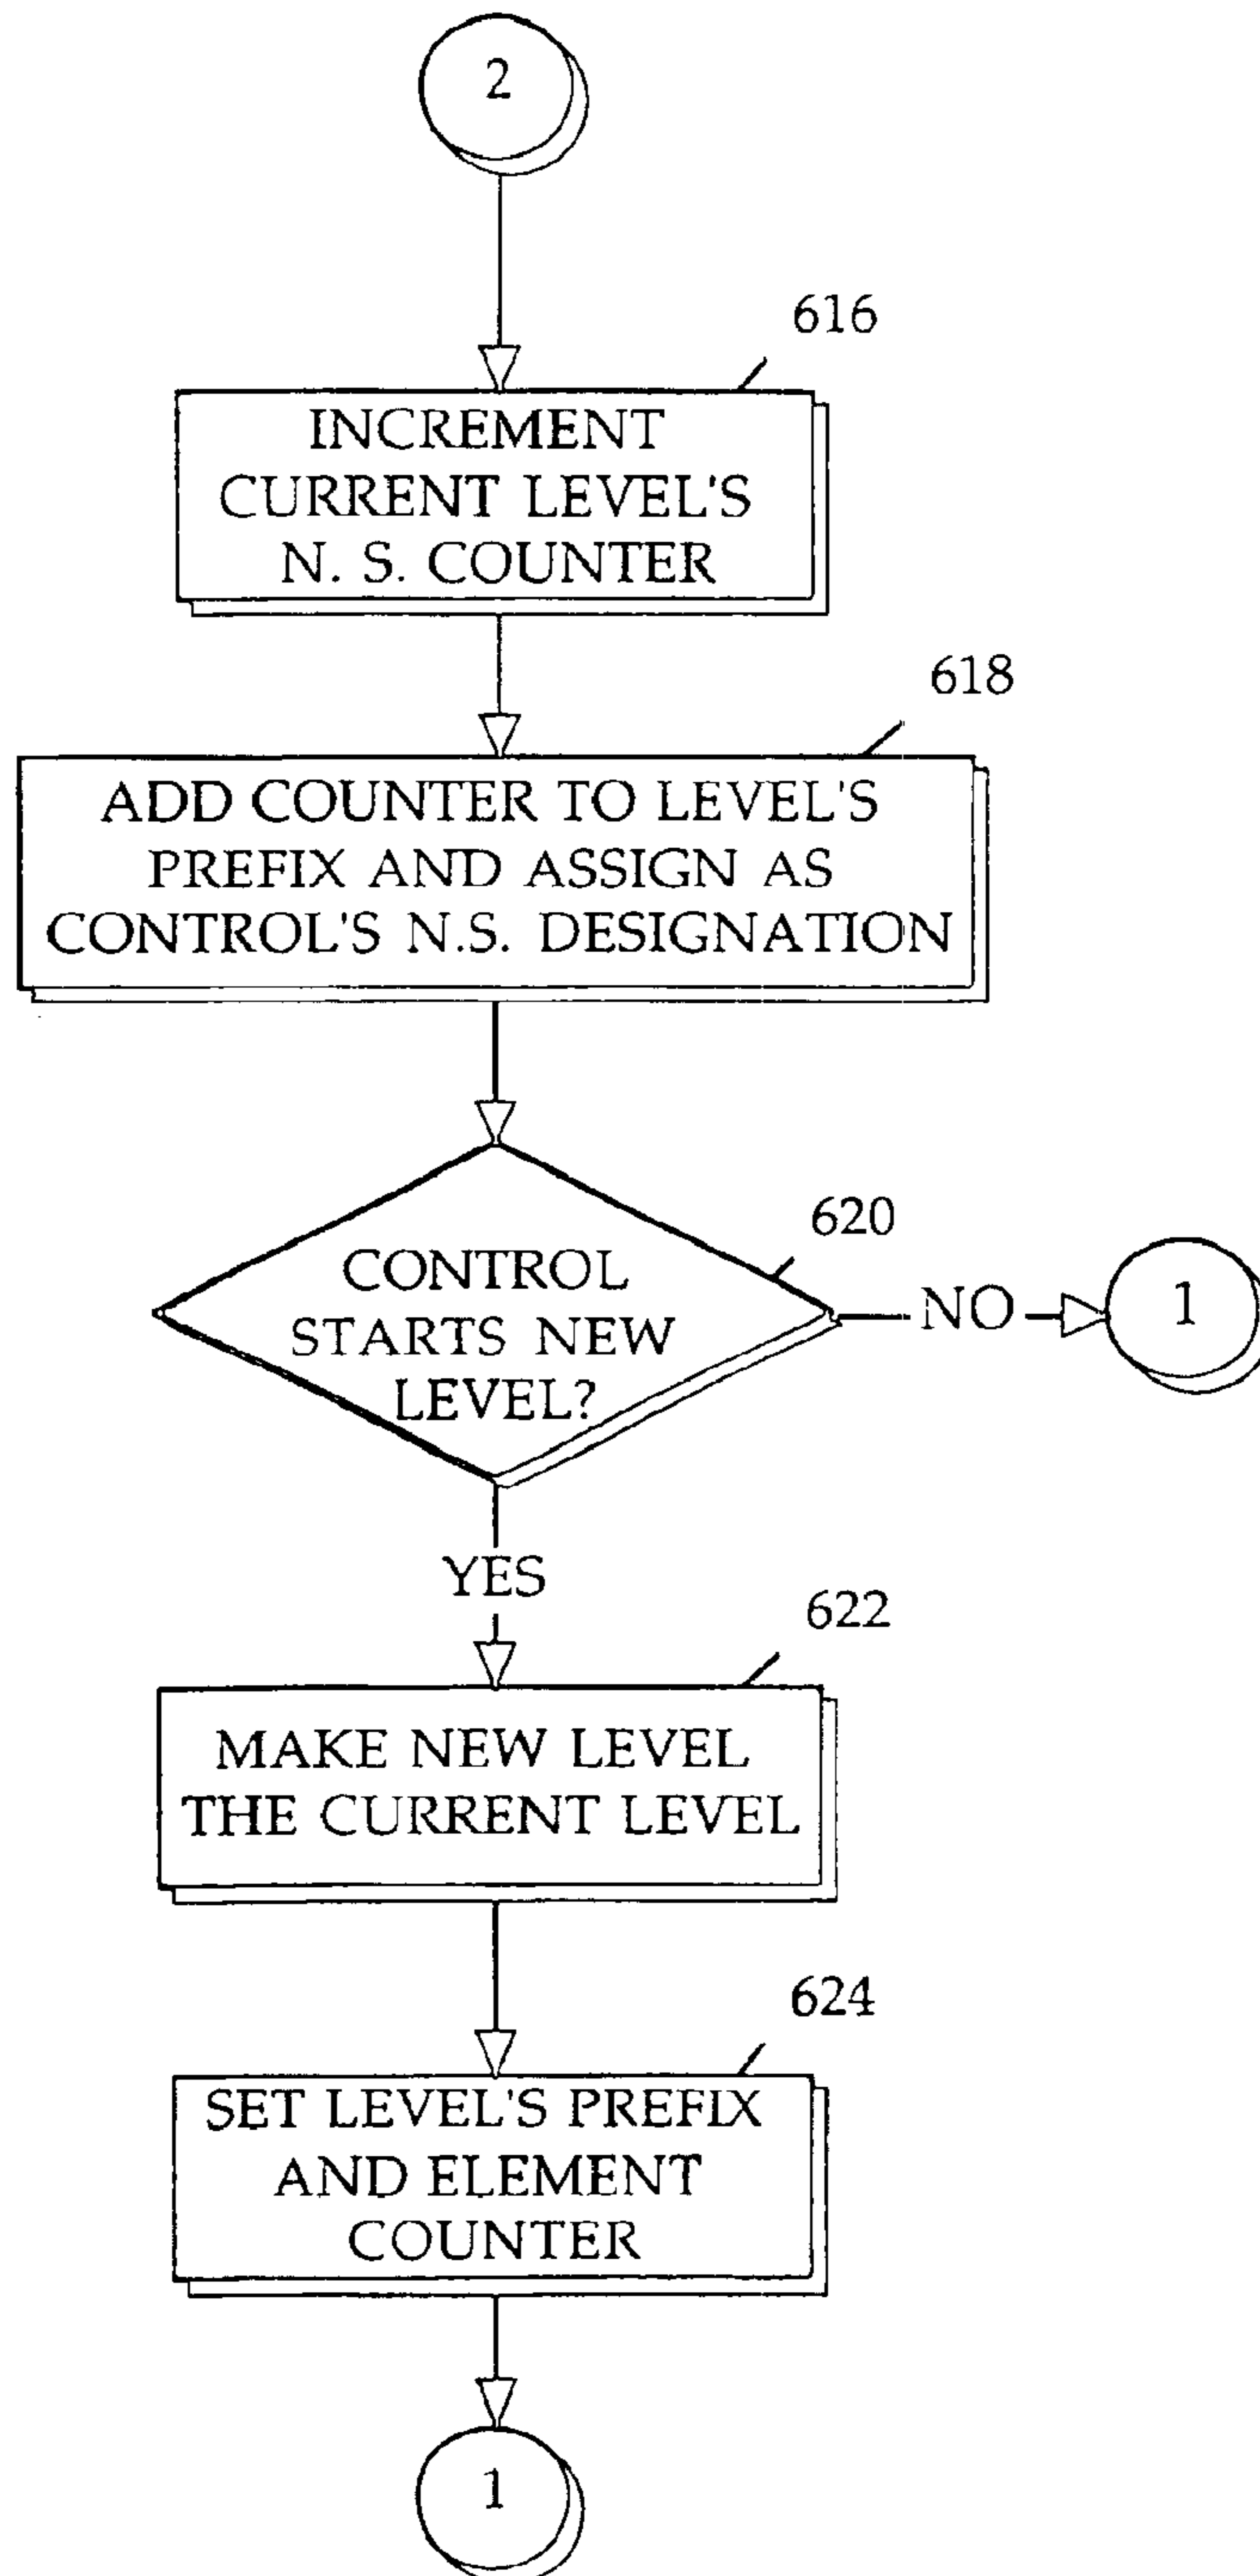 2
616
INCREMENT
CURRENT LEVEL'S
N. S. COUNTER
618
ADD COUNTER TO LEVEL'S
PREFIX AND ASSIGN AS
CONTROL'S N.S. DESIGNATION
620
CONTROL
STARTS NEW
LEVEL?
NO
1
YES
622
MAKE NEW LEVEL
THE CURRENT LEVEL
624
SET LEVEL'S PREFIX
AND ELEMENT
COUNTER
1